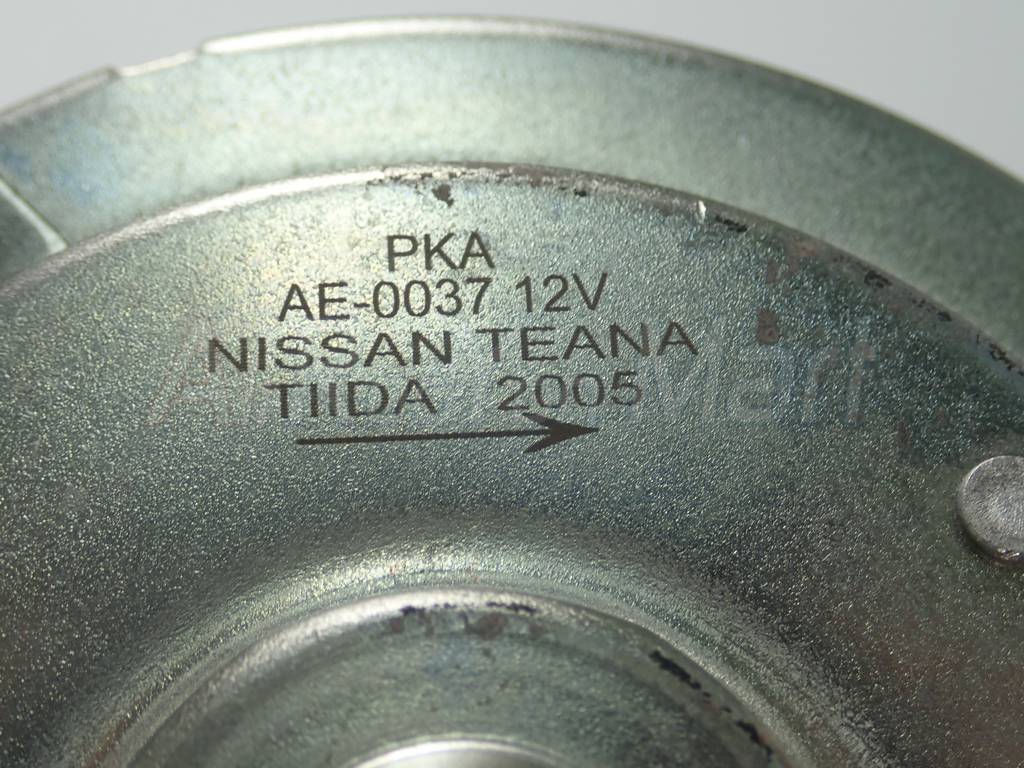 PKA
AE-0037 12V
NISSAN TEANA
TIIDA 2005